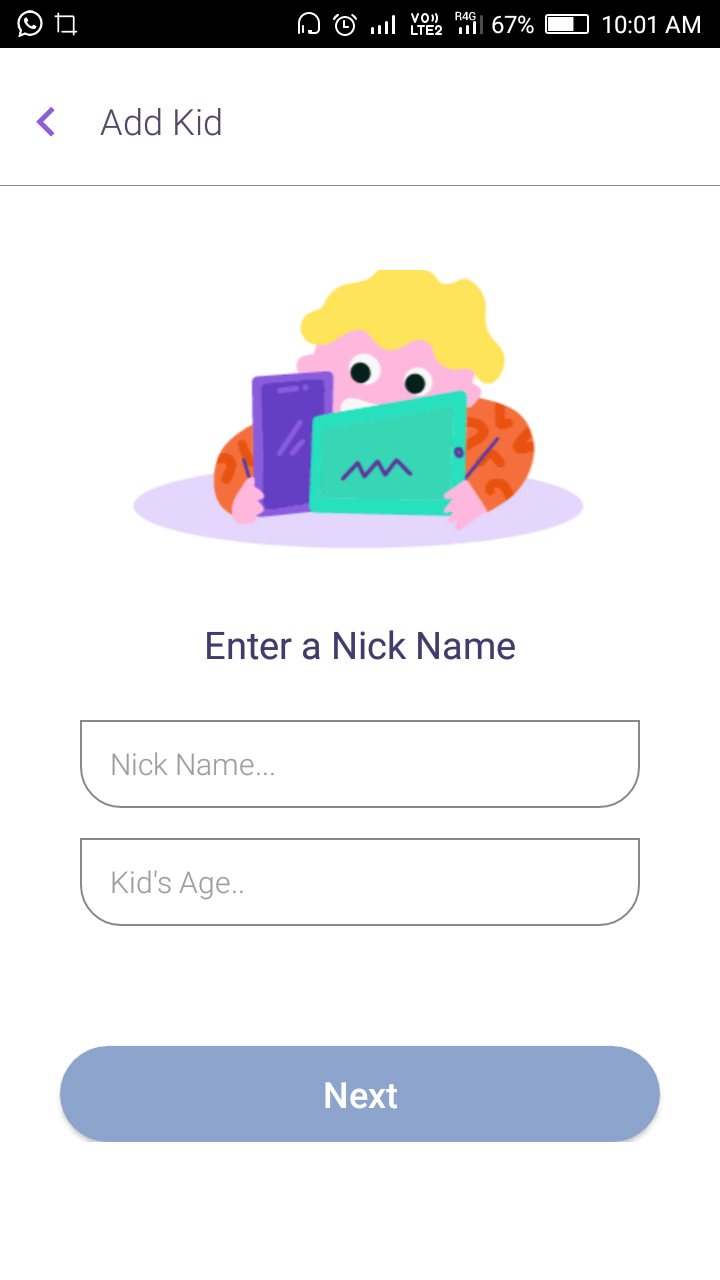 VO)) LTE2 R4G 67% 10:01 AM
Add Kid
Enter a Nick Name
Nick Name...
Kid's Age..
Next